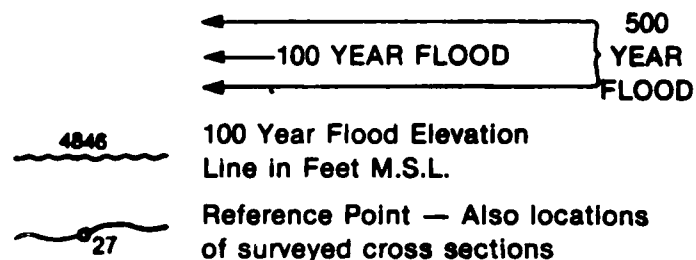 500
100 YEAR FLOOD YEAR
FLOOD
4846
100 Year Flood Elevation
Line in Feet M.S.L.
27
Reference Point — Also locations
of surveyed cross sections